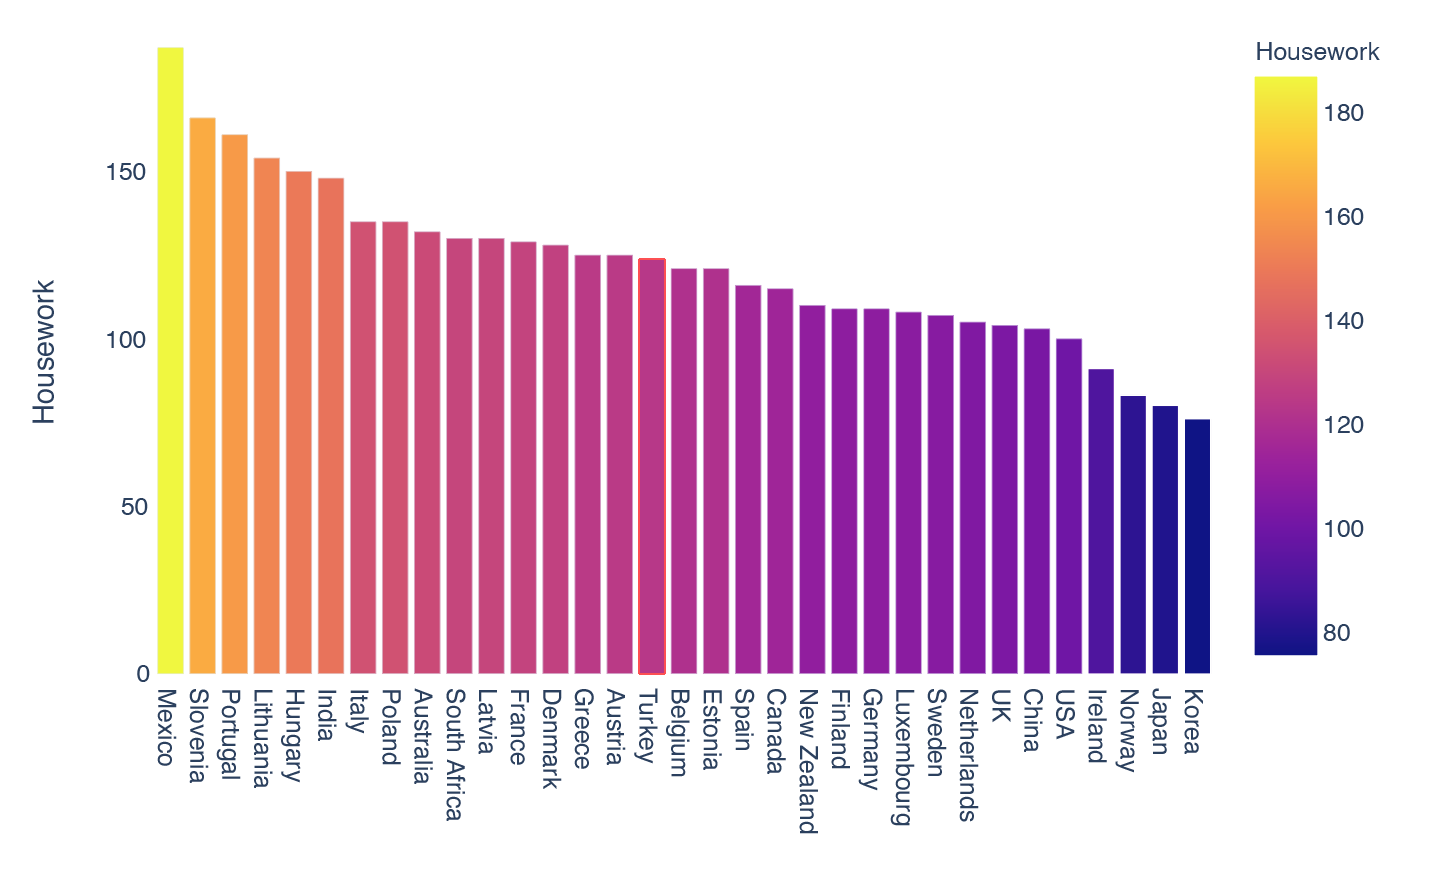 Housework
180
160
140
120
100
80
Housework
150
100
50
0
Mexico
Slovenia
Portugal
Lithuania
Hungary
India
Italy
Poland
Australia
South Africa
Latvia
France
Denmark
Greece
Austria
Turkey
Belgium
Estonia
Spain
Canada
New Zealand
Finland
Germany
Luxembourg
Sweden
Netherlands
UK
China
USA
Ireland
Norway
Japan
Korea